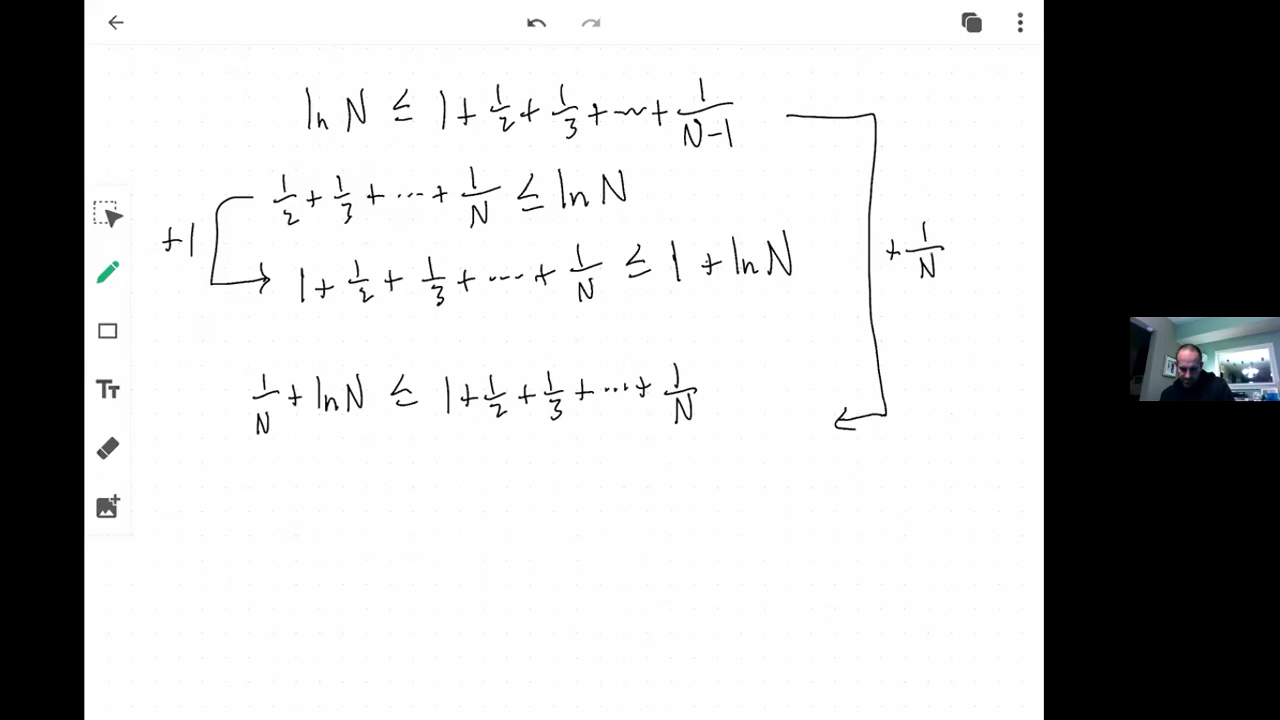 ln N ≤ 1 + 1/2 + 1/3 + ⋯ + 1/(N-1)
1/2 + 1/3 + ⋯ + 1/N ≤ ln N
+1
1 + 1/2 + 1/3 + ⋯ + 1/N ≤ 1 + ln N
+ 1/N
1/N + ln N ≤ 1 + 1/2 + 1/3 + ⋯ + 1/N
Tт